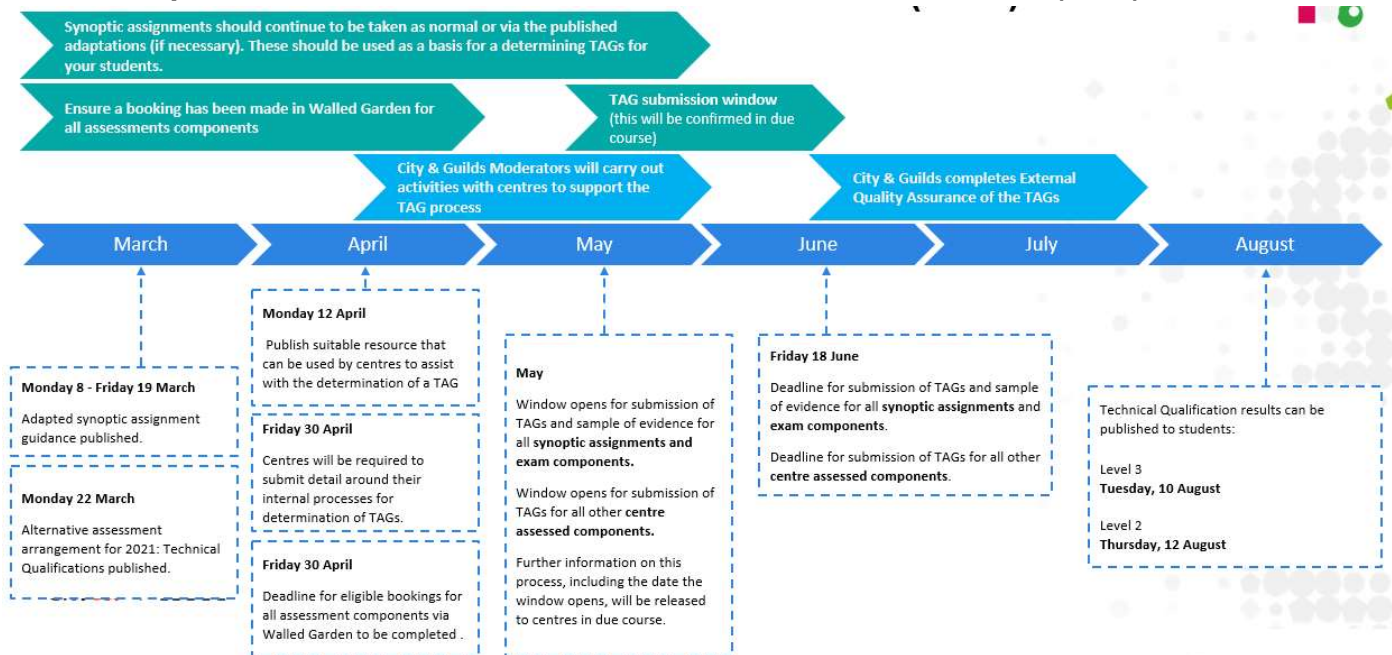 Synoptic assignments should continue to be taken as normal or via the published
adaptations (if necessary). These should be used as a basis for a determining TAGs for
your students.
Ensure a booking has been made in Walled Garden for
all assessments components
TAG submission window
(this will be confirmed in due
course)
City & Guilds Moderators will carry out
activities with centres to support the
TAG process
City & Guilds completes External
Quality Assurance of the TAGs
March
April
May
June
July
August
Monday 8 - Friday 19 March
Adapted synoptic assignment
guidance published.
Monday 22 March
Alternative assessment
arrangement for 2021: Technical
Qualifications published.
Monday 12 April
Publish suitable resource that
can be used by centres to assist
with the determination of a TAG
Friday 30 April
Centres will be required to
submit detail around their
internal processes for
determination of TAGs.
Friday 30 April
Deadline for eligible bookings for
all assessment components via
Walled Garden to be completed .
May
Window opens for submission of
TAGs and sample of evidence for
all synoptic assignments and
exam components.
Window opens for submission of
TAGs for all other centre
assessed components.
Further information on this
process, including the date the
window opens, will be released
to centres in due course.
Friday 18 June
Deadline for submission of TAGs and sample
of evidence for all synoptic assignments and
exam components.
Deadline for submission of TAGs for all other
centre assessed components.
Technical Qualification results can be
published to students:
Level 3
Tuesday, 10 August
Level 2
Thursday, 12 August